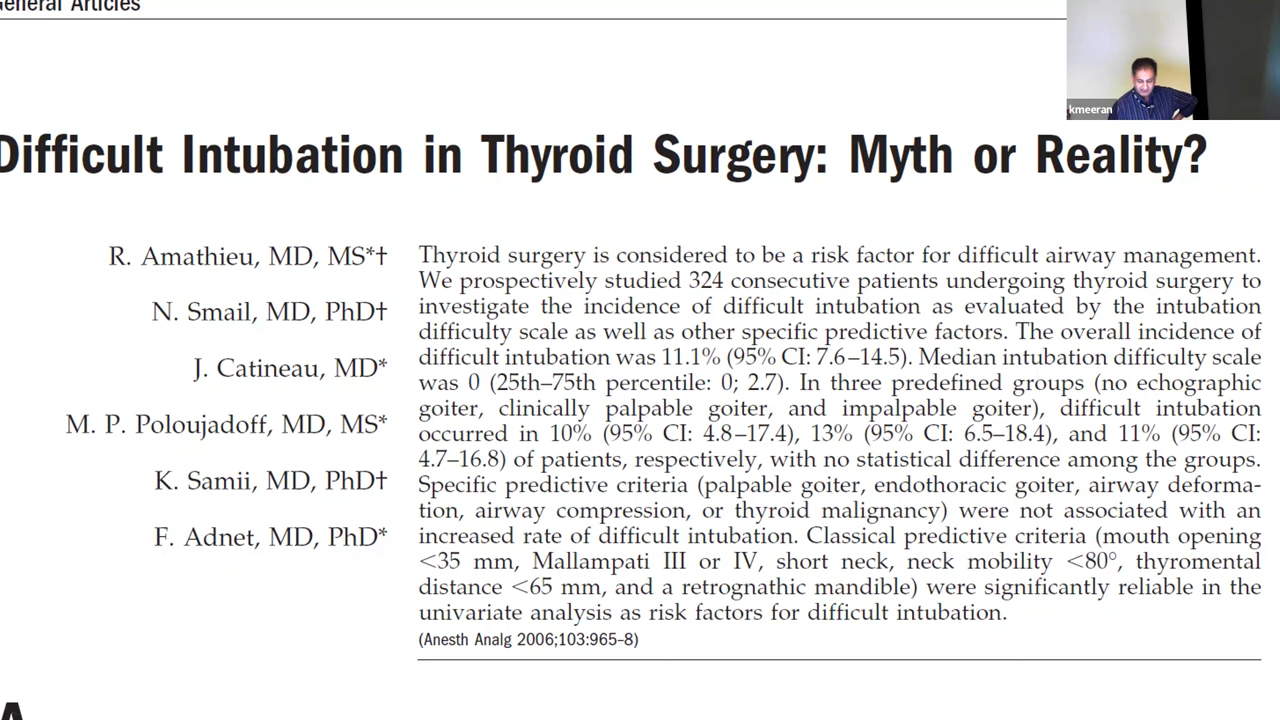 General Articles
kmeeran
Difficult Intubation in Thyroid Surgery: Myth or Reality?
R. Amathieu, MD, MS*†
N. Smail, MD, PhD†
J. Catineau, MD*
M. P. Poloujadoff, MD, MS*
K. Samii, MD, PhD†
F. Adnet, MD, PhD*
Thyroid surgery is considered to be a risk factor for difficult airway management.
We prospectively studied 324 consecutive patients undergoing thyroid surgery to
investigate the incidence of difficult intubation as evaluated by the intubation
difficulty scale as well as other specific predictive factors. The overall incidence of
difficult intubation was 11.1% (95% CI: 7.6–14.5). Median intubation difficulty scale
was 0 (25th–75th percentile: 0; 2.7). In three predefined groups (no echographic
goiter, clinically palpable goiter, and impalpable goiter), difficult intubation
occurred in 10% (95% CI: 4.8–17.4), 13% (95% CI: 6.5–18.4), and 11% (95% CI:
4.7–16.8) of patients, respectively, with no statistical difference among the groups.
Specific predictive criteria (palpable goiter, endothoracic goiter, airway deforma-
tion, airway compression, or thyroid malignancy) were not associated with an
increased rate of difficult intubation. Classical predictive criteria (mouth opening
<35 mm, Mallampati III or IV, short neck, neck mobility <80°, thyromental
distance <65 mm, and a retrognathic mandible) were significantly reliable in the
univariate analysis as risk factors for difficult intubation.
(Anesth Analg 2006;103:965–8)
A